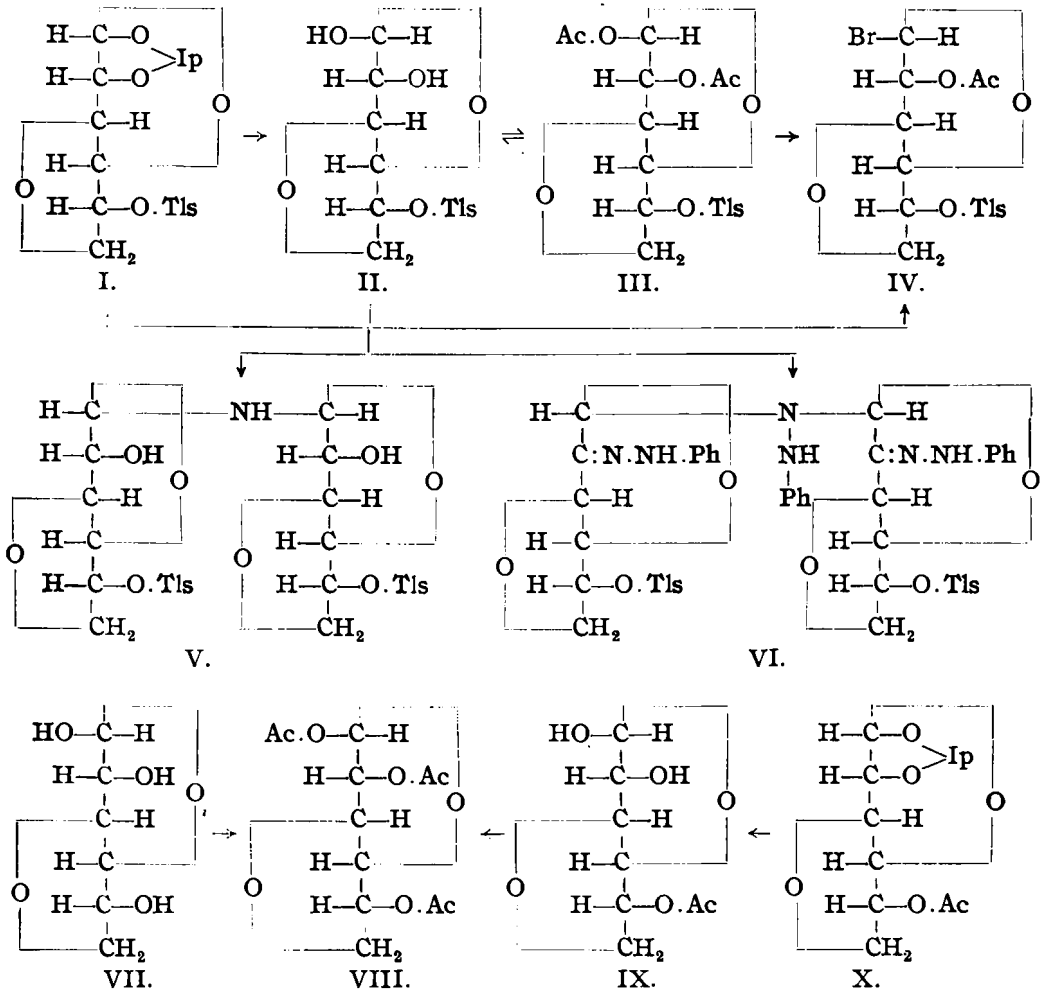 H—C—O Ip HO—C—H Ac.O—C—H Br—C—H
H—C—O H—C—OH H—C—O.Ac H—C—O.Ac
C—H O → C—H O ⇌ C—H O → C—H O
H—C H—C H—C H—C
O H—C—O.Tls O H—C—O.Tls O H—C—O.Tls O H—C—O.Tls
CH₂ CH₂ CH₂ CH₂
I. II. III. IV.
H—C NH C—H H—C N C—H
H—C—OH H—C—OH C:N.NH.Ph NH C:N.NH.Ph
C—H O C—H O C—H O Ph C—H O
H—C H—C H—C H—C
O H—C—O.Tls O H—C—O.Tls O H—C—O.Tls O H—C—O.Tls
CH₂ CH₂ CH₂ CH₂
V. VI.
HO—C—H Ac.O—C—H HO—C—H H—C—O Ip
H—C—OH H—C—O.Ac H—C—OH H—C—O
C—H O → C—H O ← C—H O ← C—H O
H—C H—C H—C H—C
O H—C—OH O H—C—O.Ac O H—C—O.Ac O H—C—O.Ac
CH₂ CH₂ CH₂ CH₂
VII. VIII. IX. X.